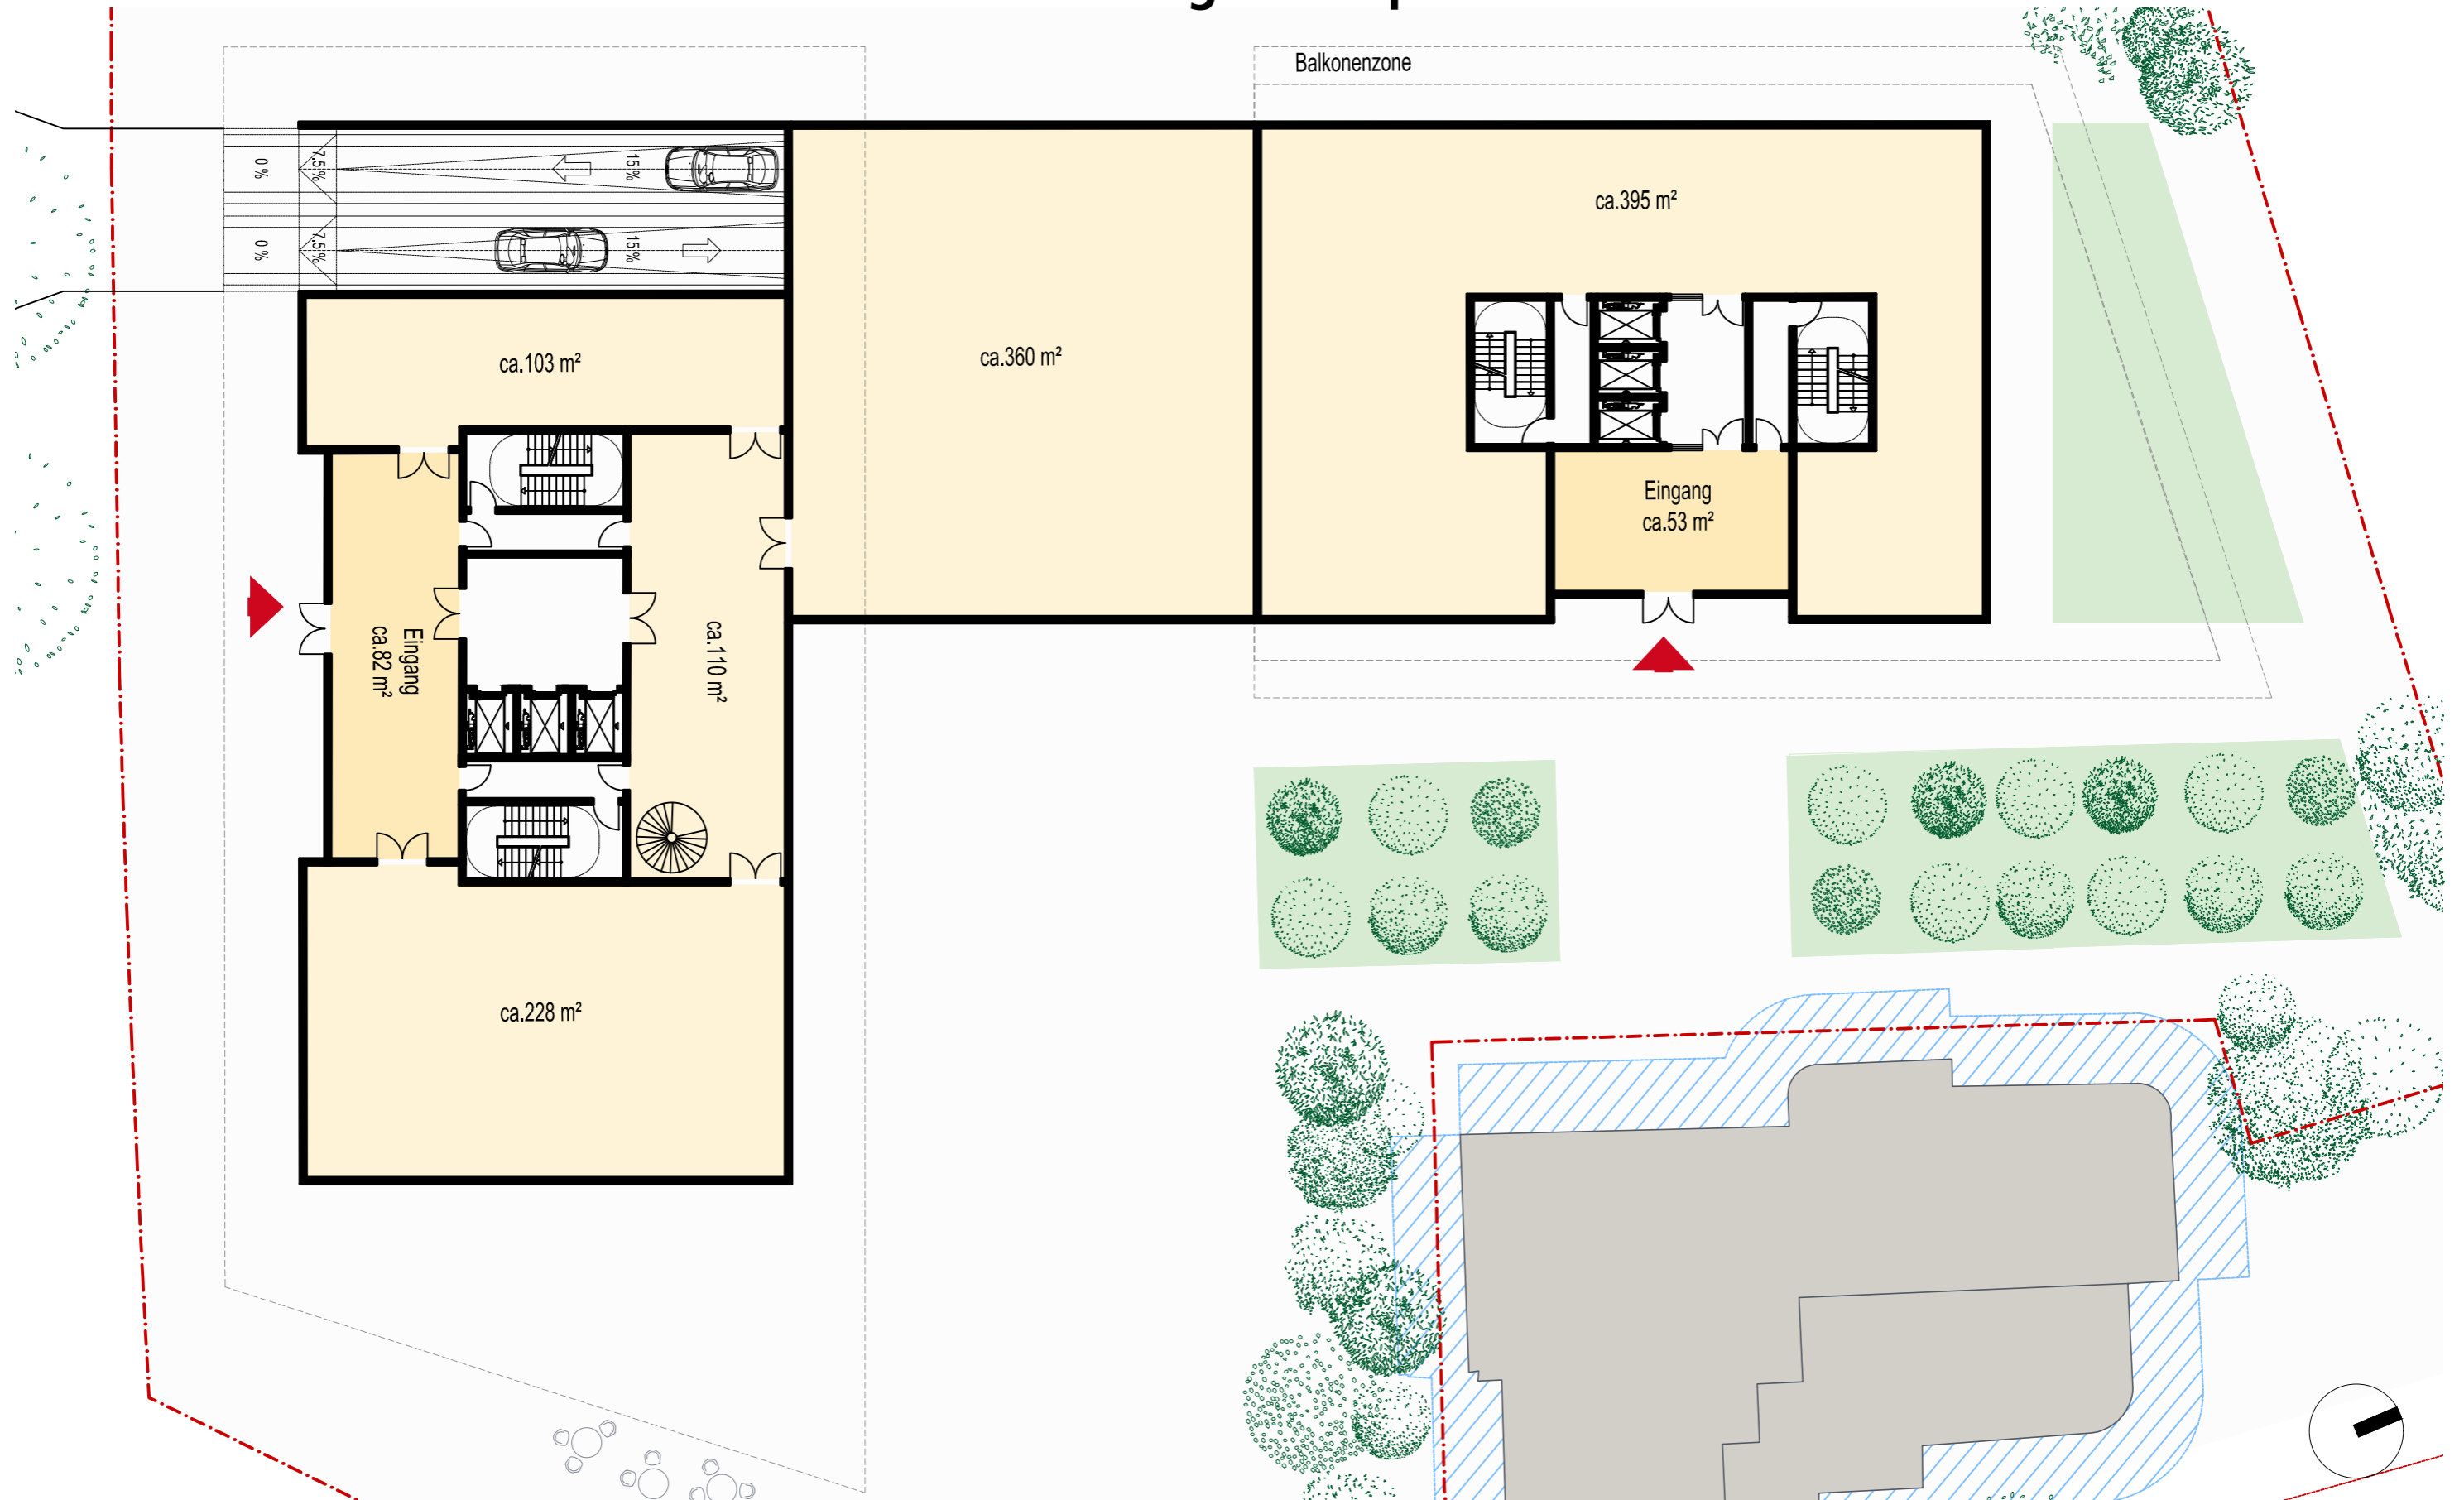 Balkonenzone
0%
7.5%
15%
0%
7.5%
15%
ca.395 m²
ca.103 m²
ca.360 m²
Eingang
ca.53 m²
Eingang
ca.82 m²
ca.110 m²
ca.228 m²